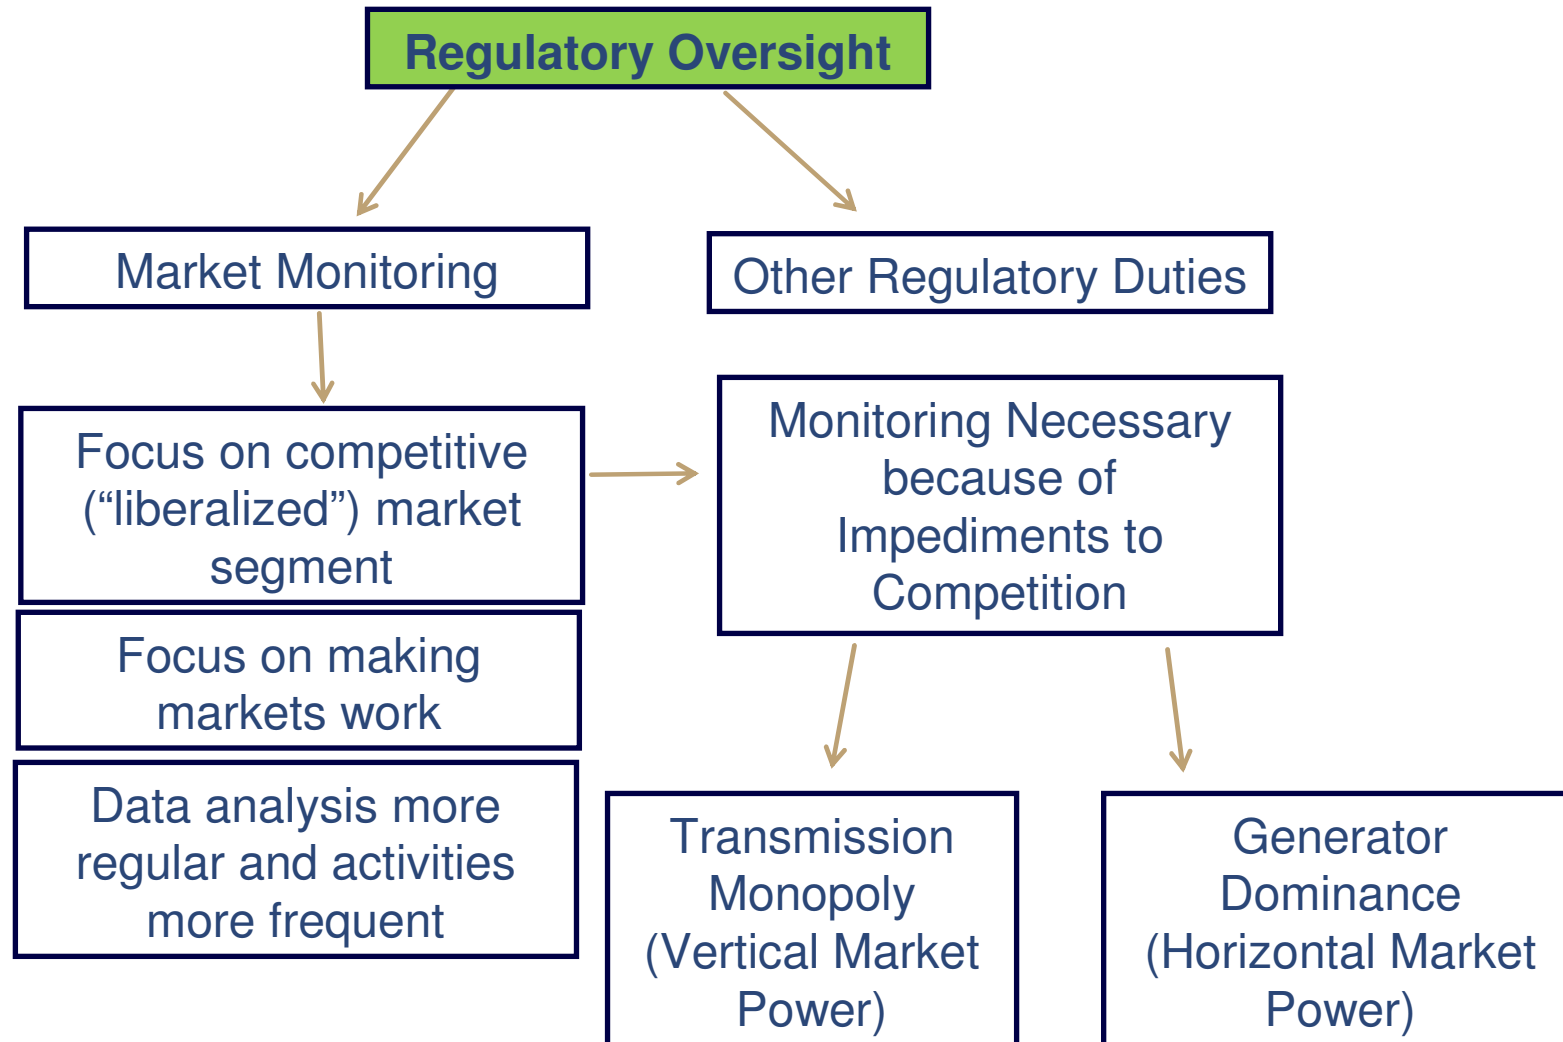 Regulatory Oversight
Market Monitoring
Other Regulatory Duties
Focus on competitive
(“liberalized”) market
segment
Monitoring Necessary
because of
Impediments to
Competition
Focus on making
markets work
Data analysis more
regular and activities
more frequent
Transmission
Monopoly
(Vertical Market
Power)
Generator
Dominance
(Horizontal Market
Power)